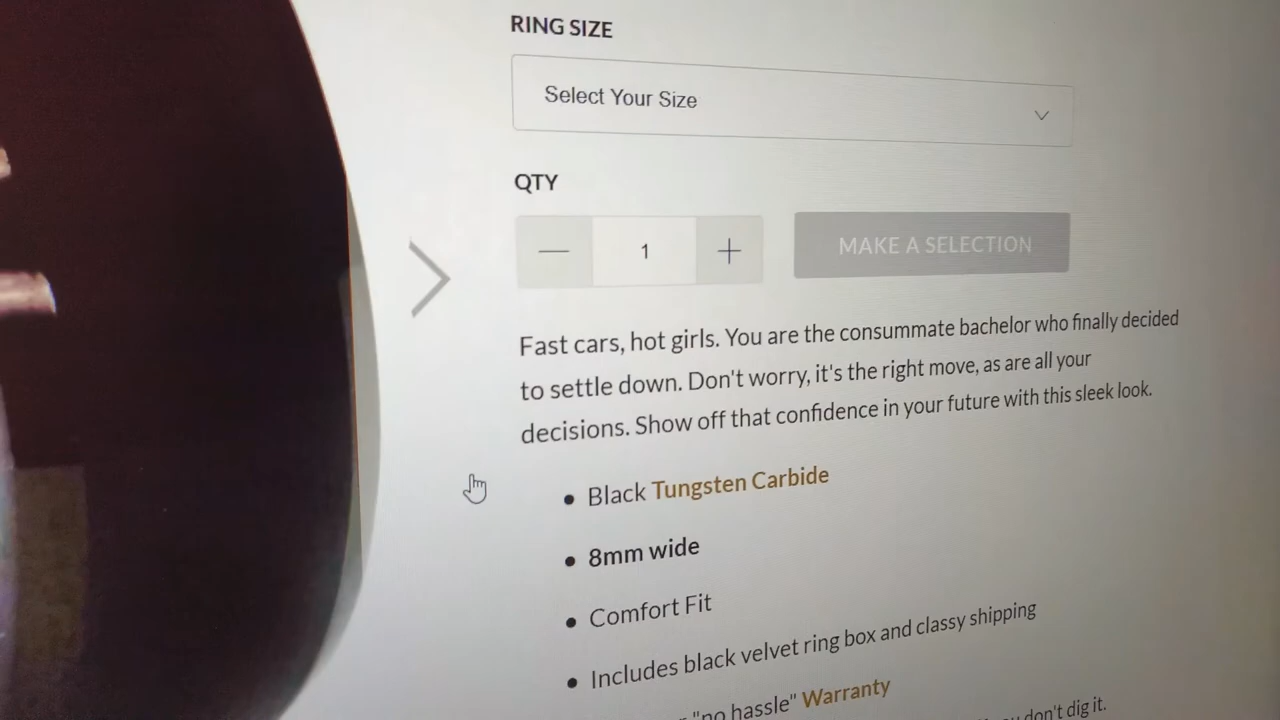 RING SIZE
Select Your Size
QTY
1
MAKE A SELECTION
Fast cars, hot girls. You are the consummate bachelor who finally decided
to settle down. Don't worry, it's the right move, as are all your
decisions. Show off that confidence in your future with this sleek look.
Black Tungsten Carbide
8mm wide
Comfort Fit
Includes black velvet ring box and classy shipping
"no hassle" Warranty
don't dig it.